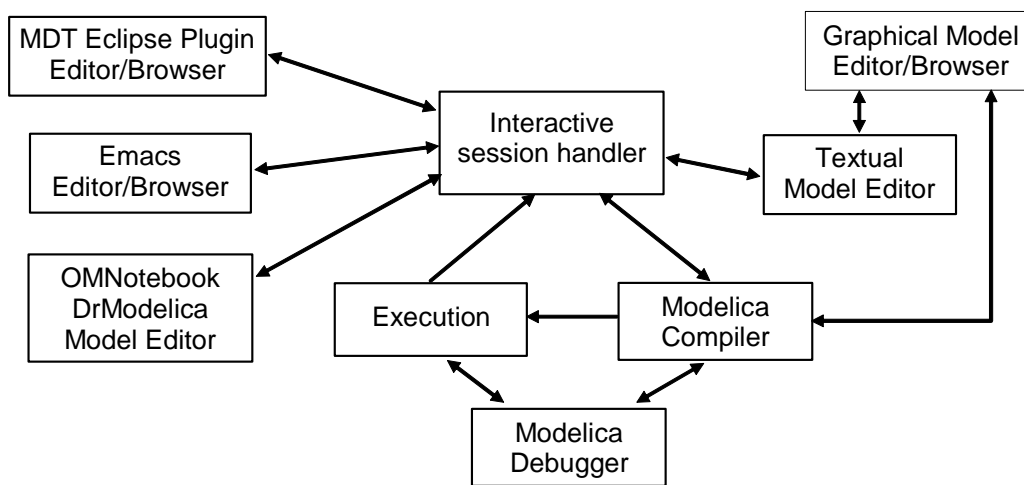 MDT Eclipse Plugin
Editor/Browser
Graphical Model
Editor/Browser
Interactive
session handler
Emacs
Editor/Browser
Textual
Model Editor
OMNotebook
DrModelica
Model Editor
Execution
Modelica
Compiler
Modelica
Debugger